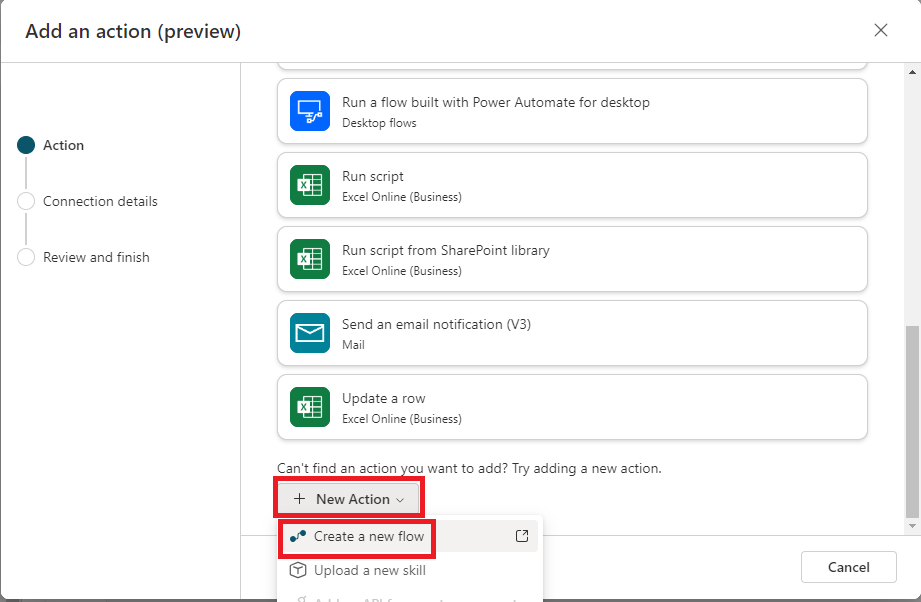 Add an action (preview)
Action
Connection details
Review and finish
Run a flow built with Power Automate for desktop
Desktop flows
Run script
Excel Online (Business)
Run script from SharePoint library
Excel Online (Business)
Send an email notification (V3)
Mail
Update a row
Excel Online (Business)
Can't find an action you want to add? Try adding a new action.
New Action
Create a new flow
Upload a new skill
Cancel